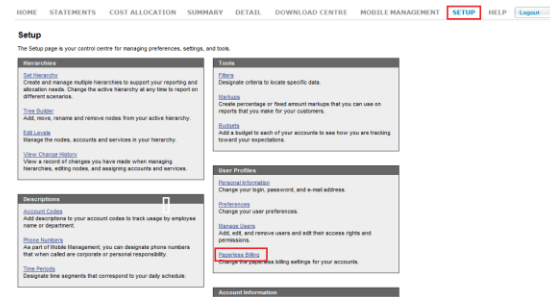 HOME STATEMENTS COST ALLOCATION SUMMARY DETAIL DOWNLOAD CENTRE MOBILE MANAGEMENT SETUP HELP Logout
Setup
The Setup page is your control centre for managing preferences, settings, and tools.
Hierarchies
Set Hierarchy
Create and manage multiple hierarchies to support your reporting and
allocation needs. Change the active hierarchy at any time to report on
different scenarios.
Tree Builder
Add, move, rename and remove nodes from your active hierarchy.
Edit Levels
Manage the nodes, accounts and services in your hierarchy.
View Change History
View a record of changes you have made when managing
hierarchies, editing nodes, and assigning accounts and services.
Descriptions
Account Codes
Add descriptions to your account codes to track usage by employee
name or department.
Phone Numbers
As part of Mobile Management, you can designate phone numbers
that when called are corporate or personal responsibility.
Time Periods
Designate time segments that correspond to your daily schedule.
Tools
Filters
Designate criteria to locate specific data.
Markups
Create percentage or fixed amount markups that you can use on
reports that you make for your customers.
Budgets
Add a budget to each of your accounts to see how you are tracking
toward your expectations.
User Profiles
Personal Information
Change your login, password, and e-mail address.
Preferences
Change your user preferences.
Manage Users
Add, edit, and remove users and edit their access rights and
permissions.
Paperless Billing
Change the paperless billing settings for your accounts.
Account Information